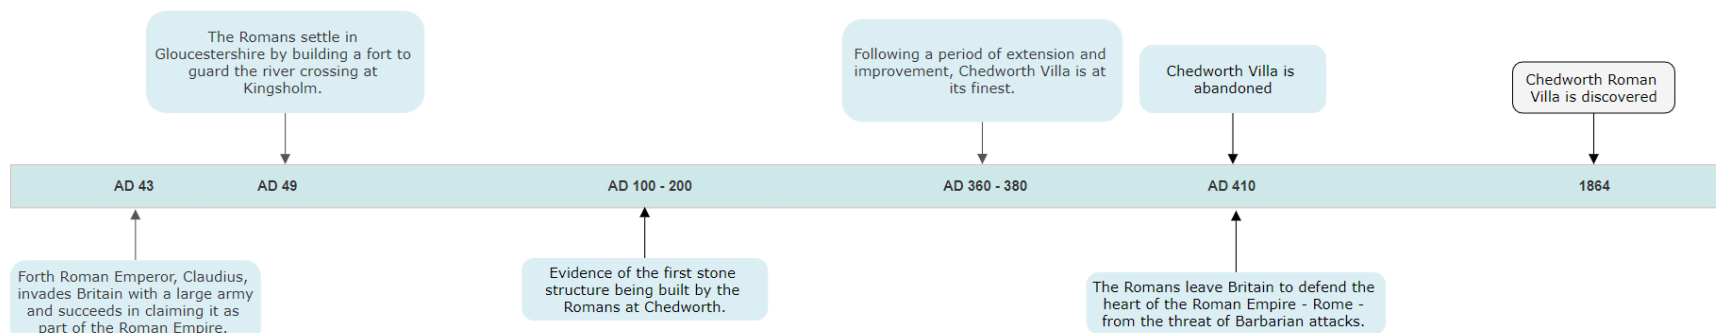 The Romans settle in
Gloucestershire by building a fort to
guard the river crossing at
Kingsholm.
Following a period of extension and
improvement, Chedworth Villa is at
its finest.
Chedworth Villa is
abandoned
Chedworth Roman
Villa is discovered
AD 43
AD 49
AD 100 - 200
AD 360 - 380
AD 410
1864
Forth Roman Emperor, Claudius,
invades Britain with a large army
and succeeds in claiming it as
part of the Roman Empire.
Evidence of the first stone
structure being built by the
Romans at Chedworth.
The Romans leave Britain to defend the
heart of the Roman Empire - Rome -
from the threat of Barbarian attacks.